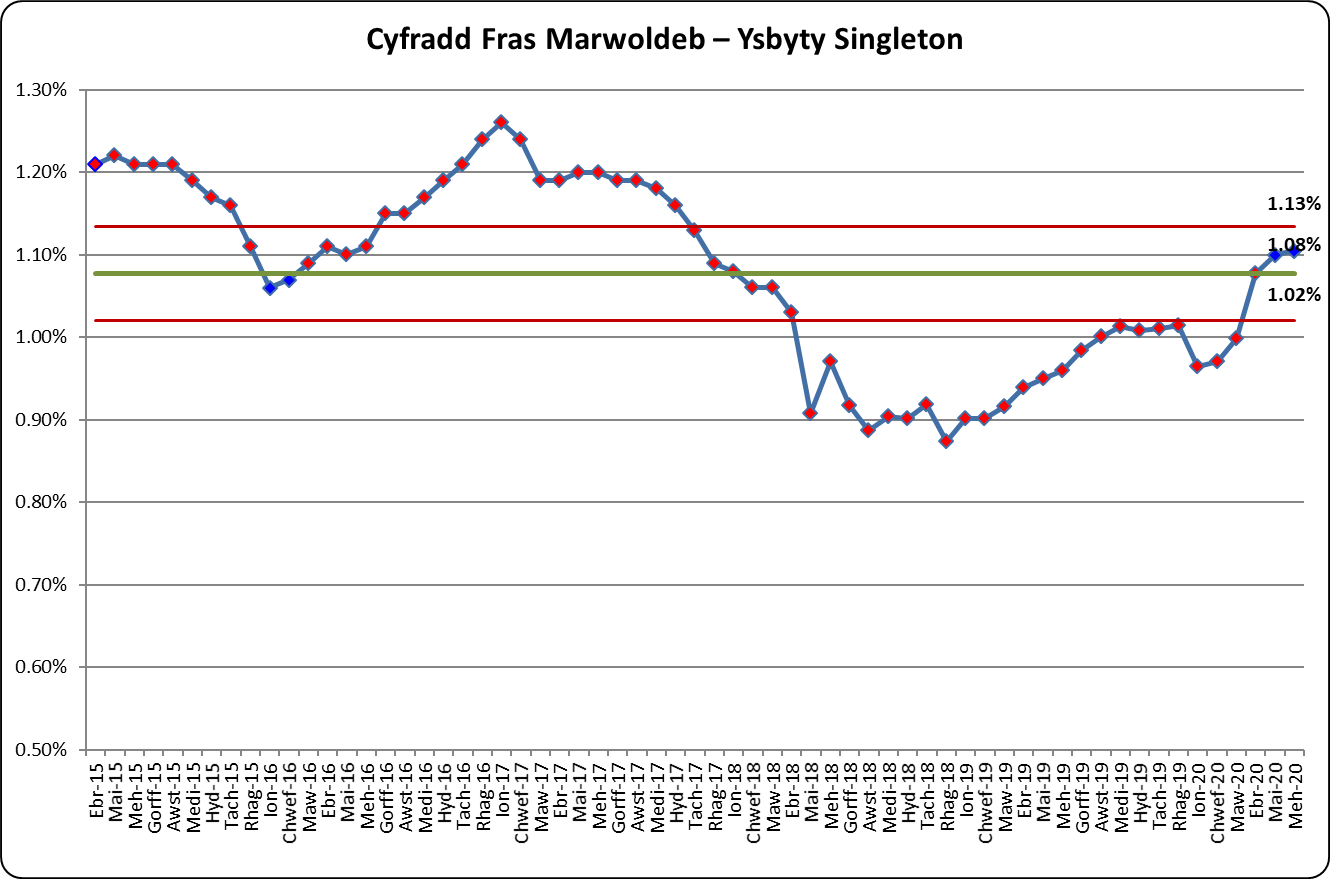 Cyfradd Fras Marwoldeb – Ysbyty Singleton
1.30%
1.20%
1.10%
1.00%
0.90%
0.80%
0.70%
0.60%
0.50%
1.13%
1.08%
1.02%
Ebr-15
Mai-15
Meh-15
Gorff-15
Awst-15
Medi-15
Hyd-15
Tach-15
Rhag-15
Ion-16
Chwef-16
Maw-16
Ebr-16
Mai-16
Meh-16
Gorff-16
Awst-16
Medi-16
Hyd-16
Tach-16
Rhag-16
Ion-17
Chwef-17
Maw-17
Ebr-17
Mai-17
Meh-17
Gorff-17
Awst-17
Medi-17
Hyd-17
Tach-17
Rhag-17
Ion-18
Chwef-18
Maw-18
Ebr-18
Mai-18
Meh-18
Gorff-18
Awst-18
Medi-18
Hyd-18
Tach-18
Rhag-18
Ion-19
Chwef-19
Maw-19
Ebr-19
Mai-19
Meh-19
Gorff-19
Awst-19
Medi-19
Hyd-19
Tach-19
Rhag-19
Ion-20
Chwef-20
Maw-20
Ebr-20
Mai-20
Meh-20